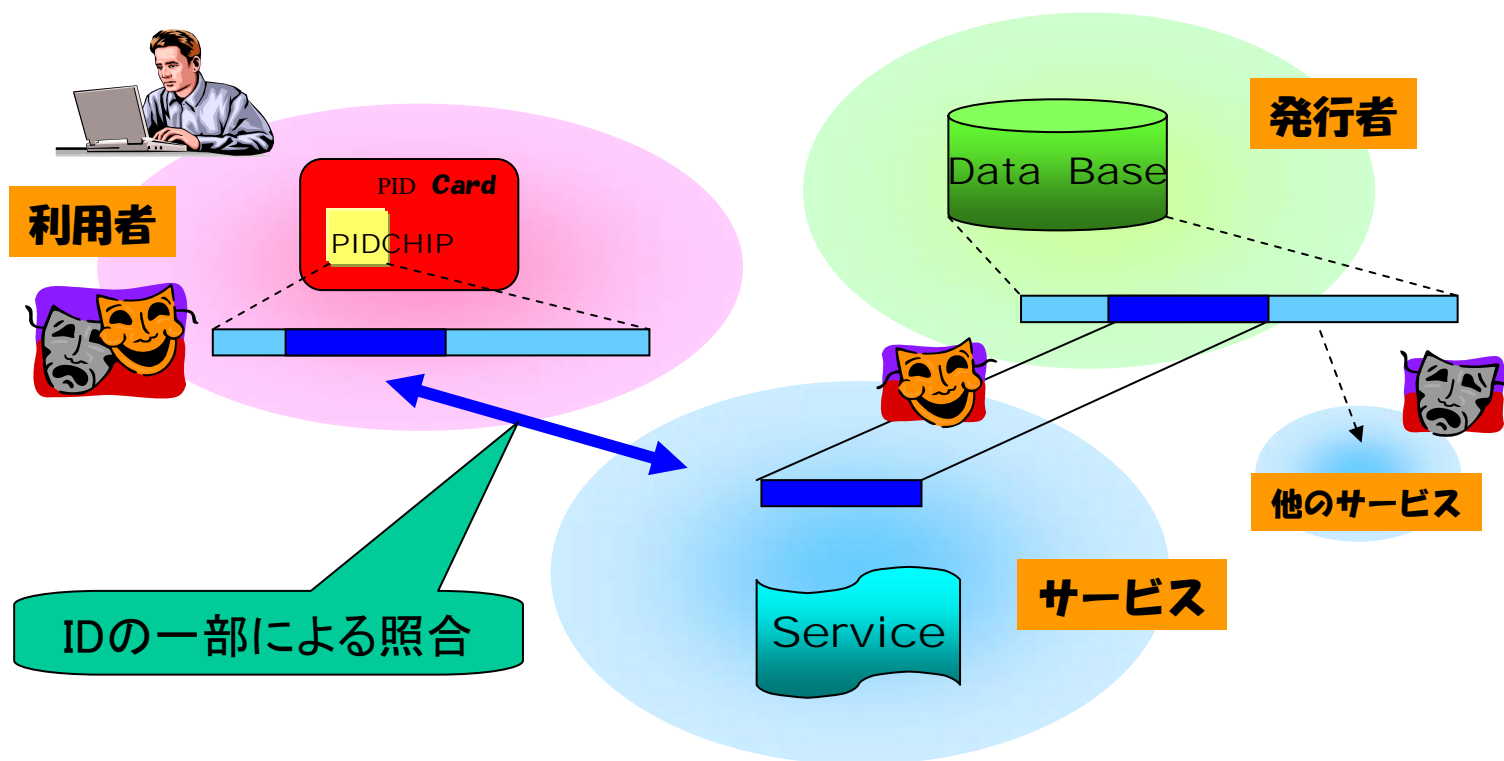 利用者
PID Card
PIDCHIP
発行者
Data Base
他のサービス
サービス
Service
IDの一部による照合